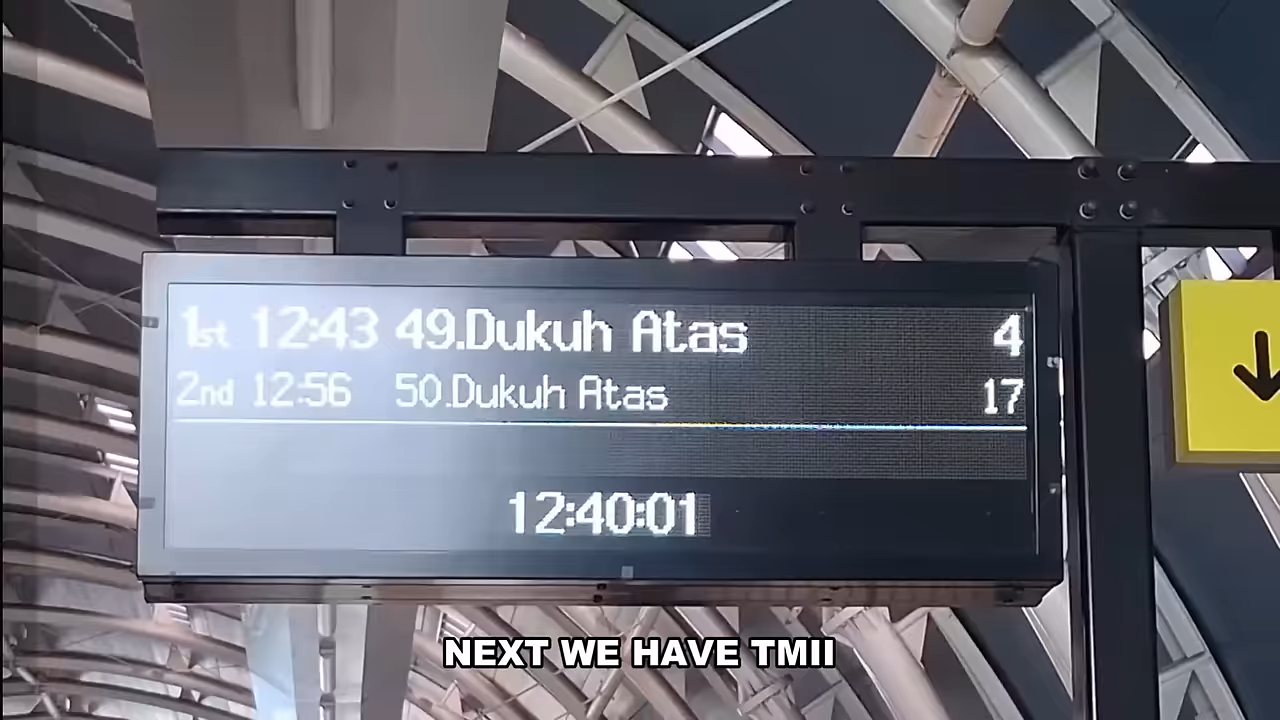 1st 12:43 49.Dukuh Atas 4
2nd 12:56 50.Dukuh Atas 17
12:40:01
NEXT WE HAVE TMII